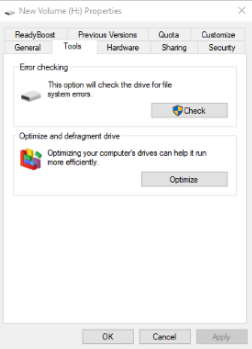 New Volume (H:) Properties
ReadyBoost Previous Versions Quota Customize
General Tools Hardware Sharing Security
Error checking
This option will check the drive for file
system errors.
Check
Optimize and defragment drive
Optimizing your computer's drives can help it run
more efficiently.
Optimize
OK Cancel Apply